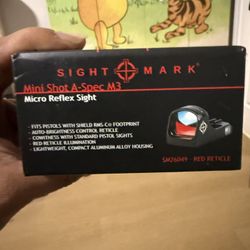 SIGHTMARK
Mini Shot A-Spec M3
Micro Reflex Sight
- FITS PISTOLS WITH SHIELD RMS Co FOOTPRINT
- AUTO-BRIGHTNESS CONTROL RETICLE
- COWITNESS WITH STANDARD PISTOL SIGHTS
- RED RETICLE ILLUMINATION
- LIGHTWEIGHT, COMPACT ALUMINUM ALLOY HOUSING
SM26049 - RED RETICLE